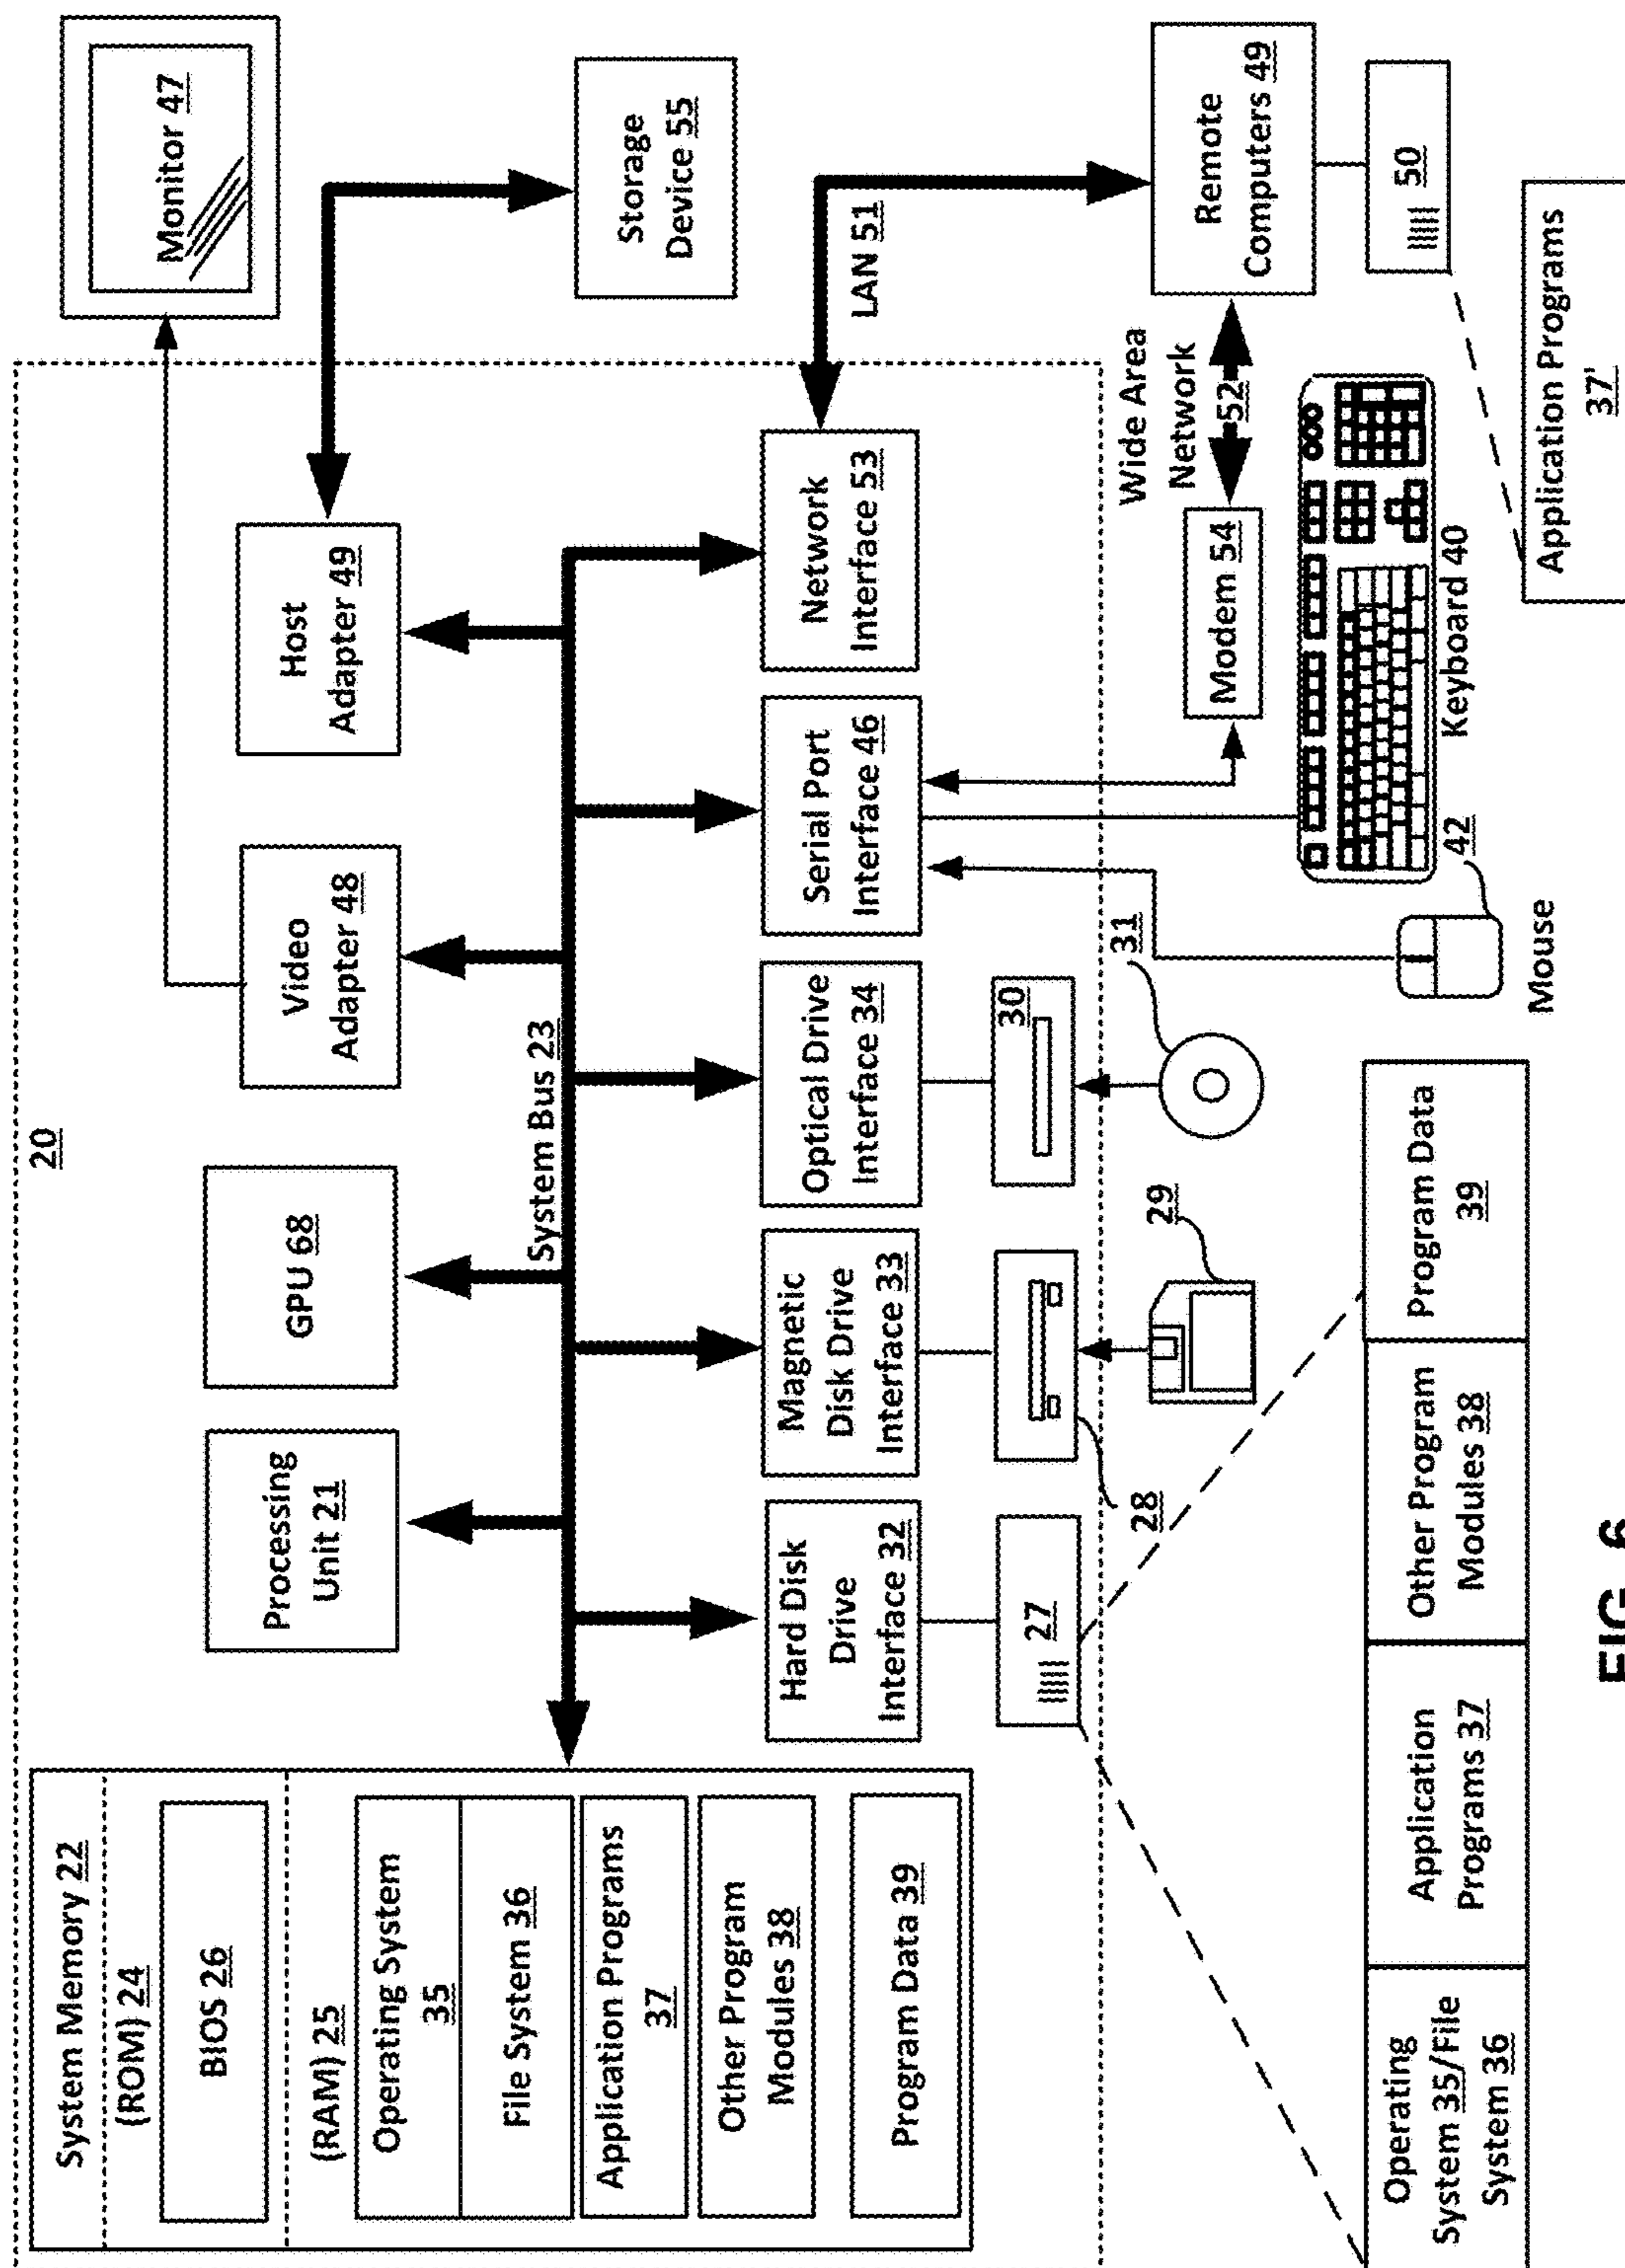 20
System Memory 22
(ROM) 24
BIOS 26
(RAM) 25
Operating System
35
File System 36
Application Programs
37
Other Program
Modules 38
Program Data 39
Processing
Unit 21
GPU 68
Video
Adapter 48
Host
Adapter 49
Monitor 47
Storage
Device 55
System Bus 23
Hard Disk
Drive
Interface 32
Magnetic
Disk Drive
Interface 33
Optical Drive
Interface 34
Serial Port
Interface 46
Network
Interface 53
LAN 51
27
28
29
30
31
Wide Area
Network
52
Modem 54
Remote
Computers 49
50
Keyboard 40
42
Mouse
Operating
System 35/File
System 36
Application
Programs 37
Other Program
Modules 38
Program Data
39
Application Programs
37'
FIG. 6